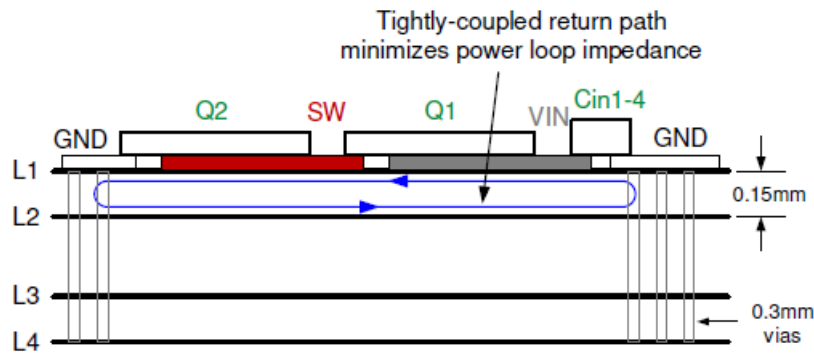 Tightly-coupled return path
minimizes power loop impedance
Q2
SW
Q1
VIN
Cin1-4
GND
GND
L1
0.15mm
L2
L3
0.3mm
vias
L4